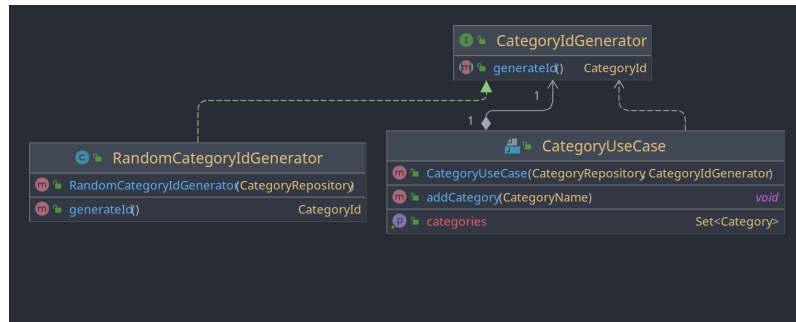 I CategoryIdGenerator
m generateId() CategoryId
1
1
C RandomCategoryIdGenerator
m RandomCategoryIdGenerator(CategoryRepository)
m generateId() CategoryId
J CategoryUseCase
m CategoryUseCase(CategoryRepository, CategoryIdGenerator)
m addCategory(CategoryName) void
p categories Set<Category>